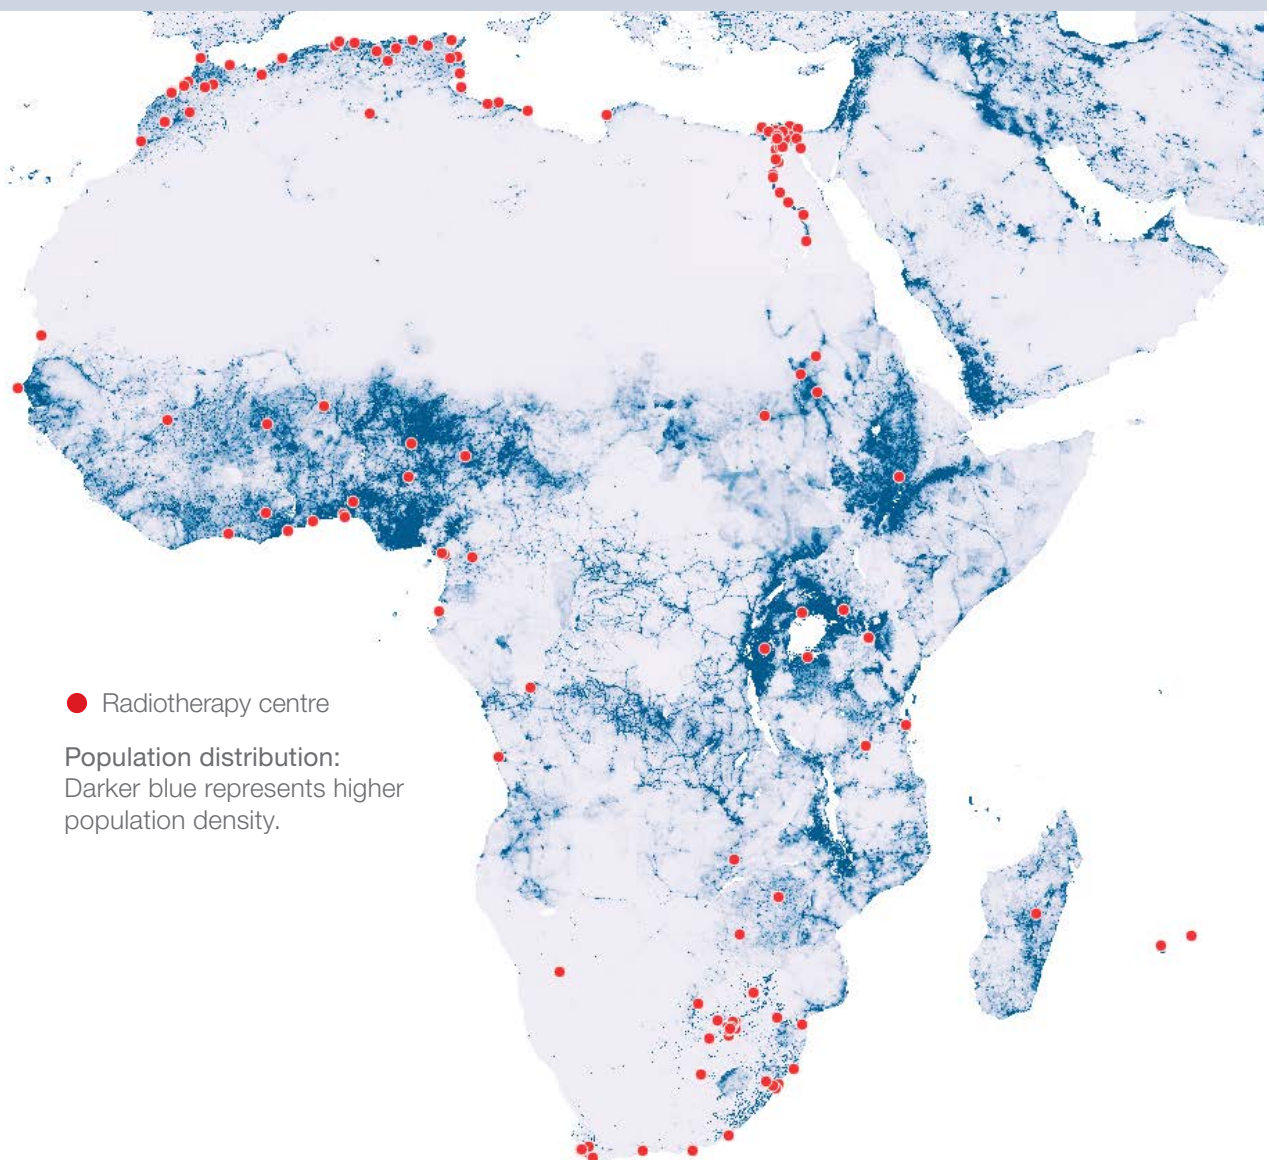 Radiotherapy centre
Population distribution:
Darker blue represents higher
population density.